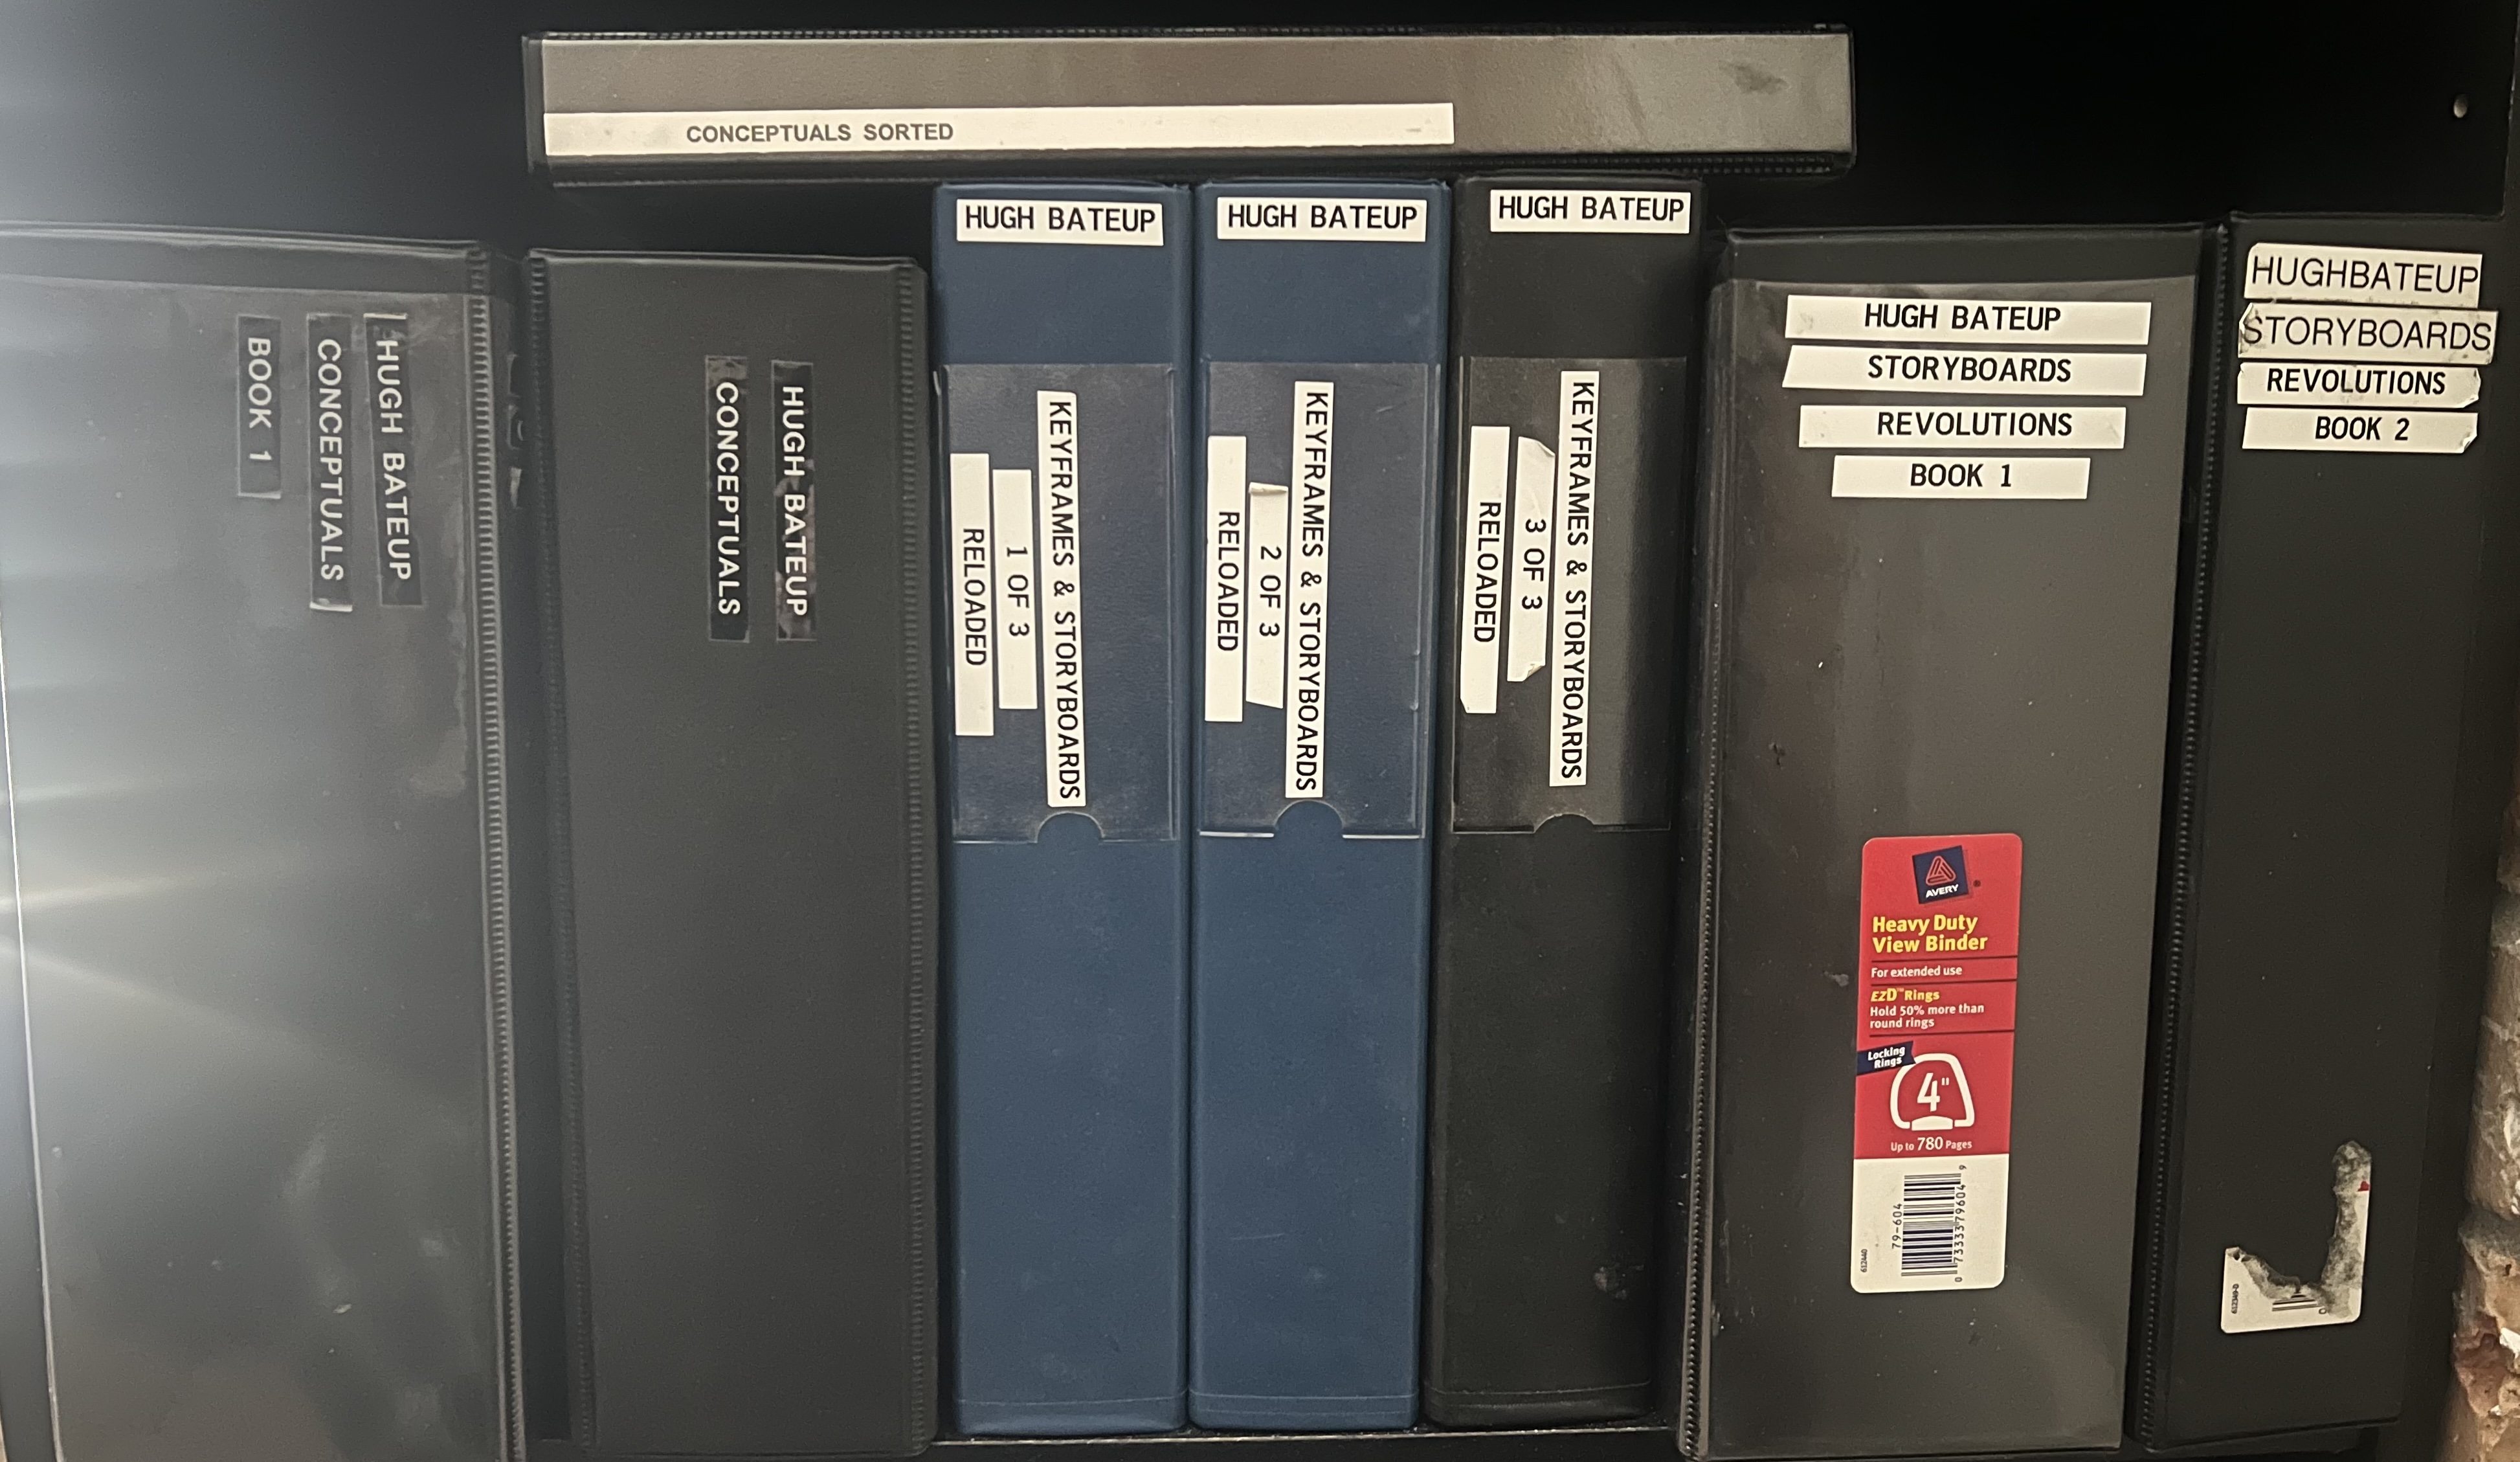 CONCEPTUALS SORTED
HUGH BATEUP
CONCEPTUALS
BOOK 1
HUGH BATEUP
CONCEPTUALS
HUGH BATEUP
KEYFRAMES & STORYBOARDS
1 OF 3
RELOADED
HUGH BATEUP
KEYFRAMES & STORYBOARDS
2 OF 3
RELOADED
HUGH BATEUP
KEYFRAMES & STORYBOARDS
3 OF 3
RELOADED
HUGH BATEUP
STORYBOARDS
REVOLUTIONS
BOOK 1
AVERY
Heavy Duty
View Binder
For extended use
EZD™ Rings
Hold 50% more than
round rings
Locking
Rings
4"
Up to 780 Pages
79-604
HUGHBATEUP
STORYBOARDS
REVOLUTIONS
BOOK 2